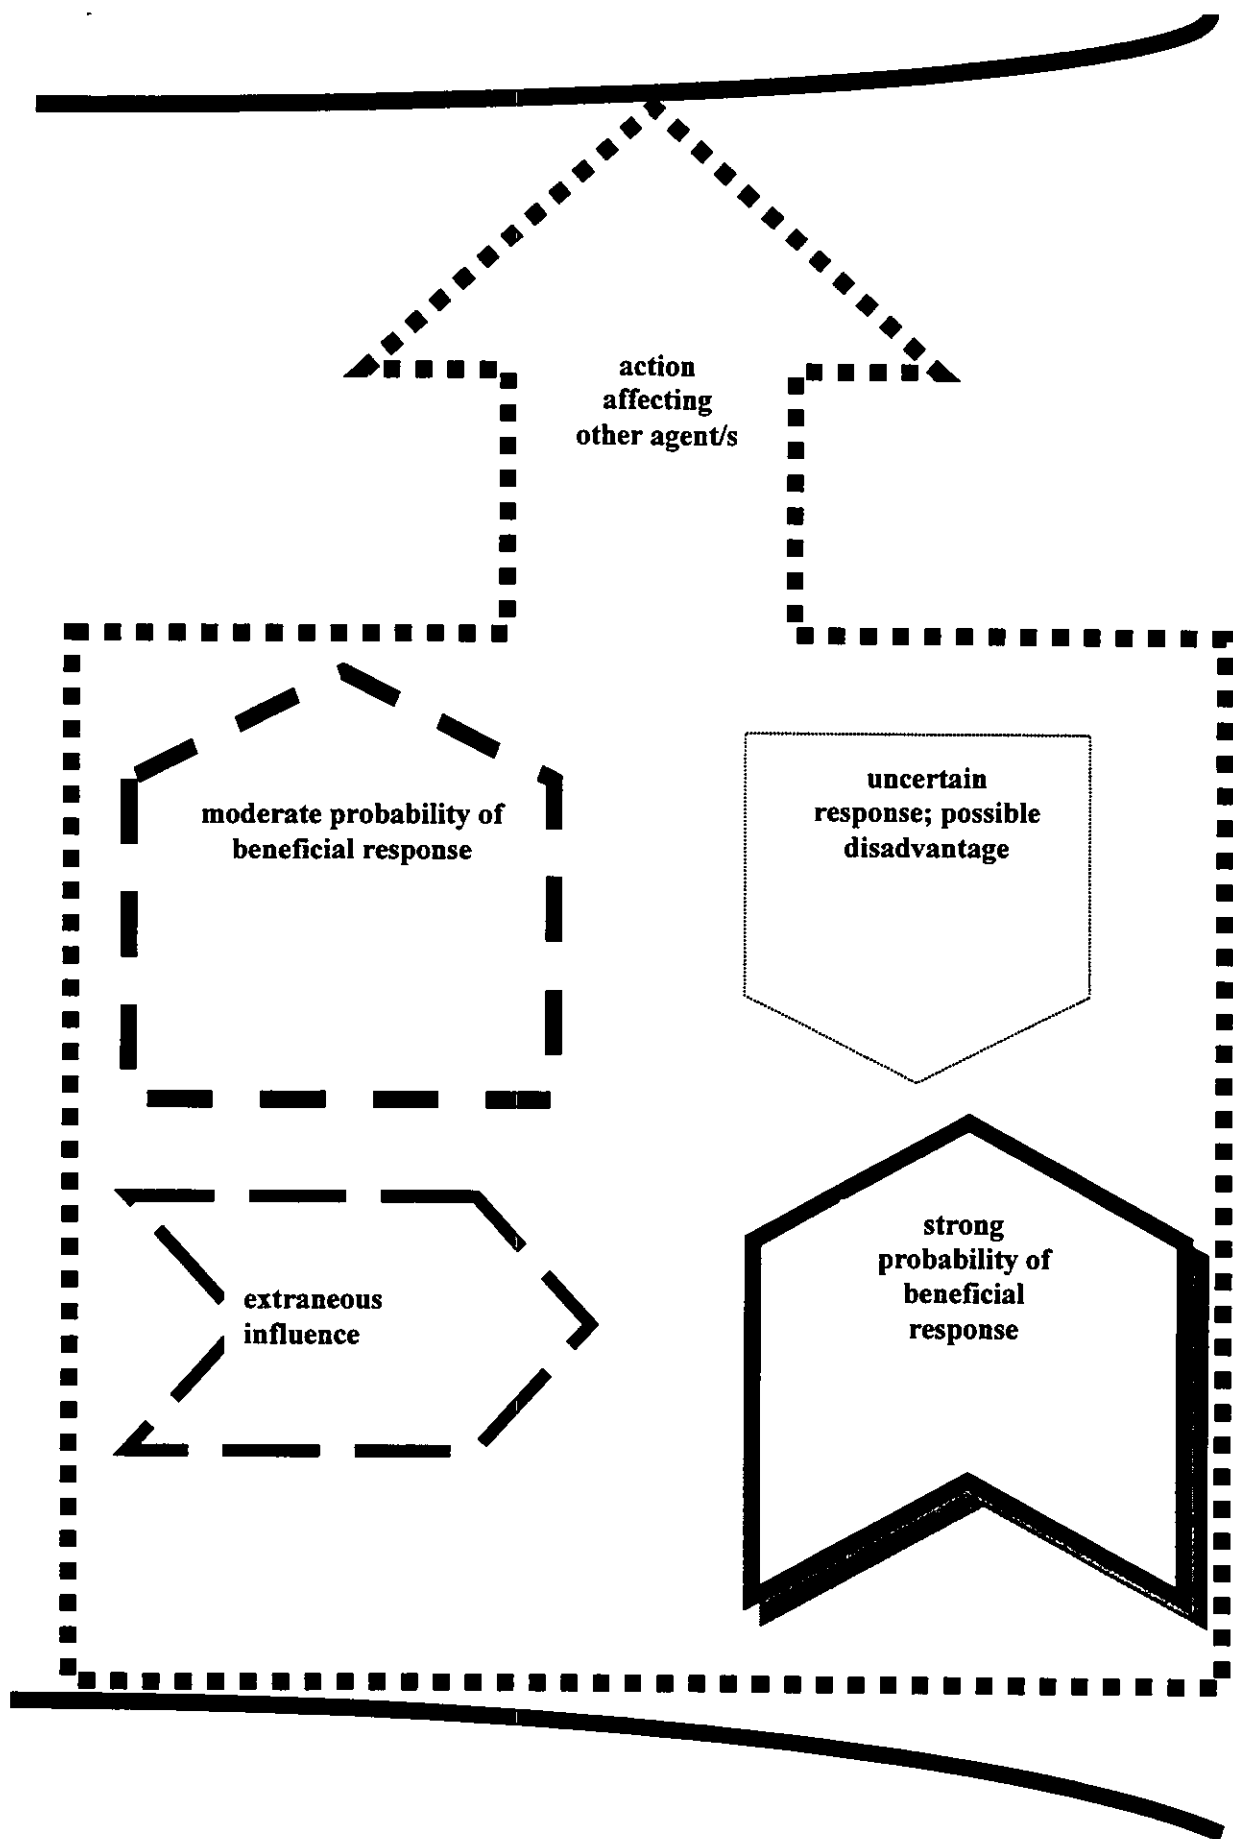 action
affecting
other agent/s
moderate probability of
beneficial response
uncertain
response; possible
disadvantage
extraneous
influence
strong
probability of
beneficial
response